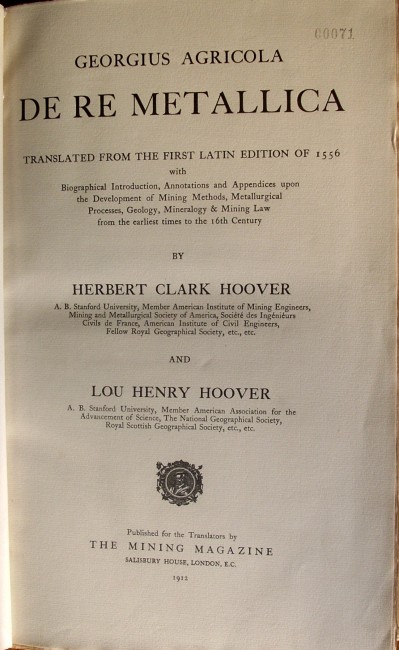 00071
GEORGIUS AGRICOLA
DE RE METALLICA
TRANSLATED FROM THE FIRST LATIN EDITION OF 1556
with
Biographical Introduction, Annotations and Appendices upon
the Development of Mining Methods, Metallurgical
Processes, Geology, Mineralogy & Mining Law
from the earliest times to the 16th Century
BY
HERBERT CLARK HOOVER
A. B. Stanford University, Member American Institute of Mining Engineers,
Mining and Metallurgical Society of America, Société des Ingéniéurs
Civils de France, American Institute of Civil Engineers,
Fellow Royal Geographical Society, etc., etc.
AND
LOU HENRY HOOVER
A. B. Stanford University, Member American Association for the
Advancement of Science, The National Geographical Society,
Royal Scottish Geographical Society, etc., etc.
Published for the Translators by
THE MINING MAGAZINE
SALISBURY HOUSE, LONDON, E.C.
1912